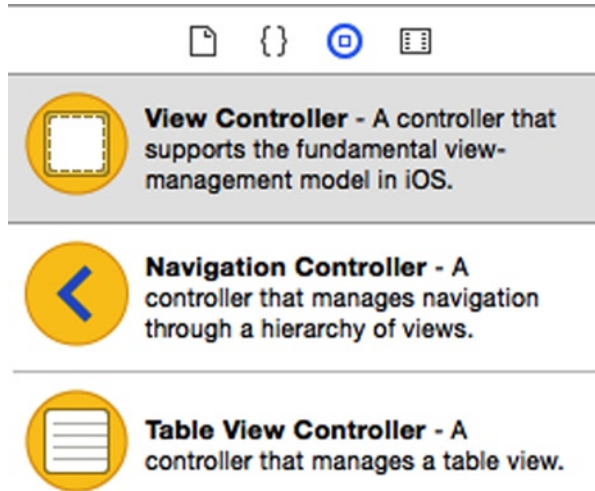 View Controller - A controller that
supports the fundamental view-
management model in iOS.
Navigation Controller - A
controller that manages navigation
through a hierarchy of views.
Table View Controller - A
controller that manages a table view.